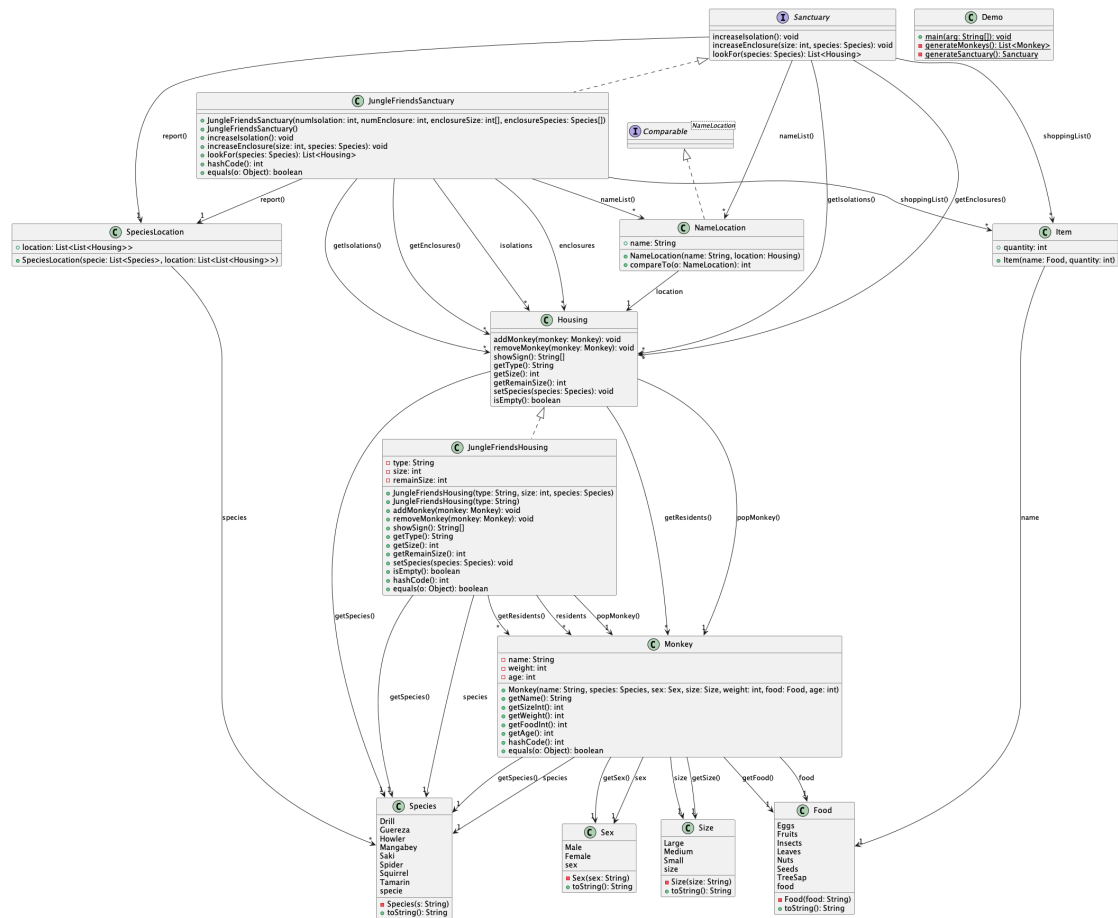 Sanctuary
increaseIsolation(): void
increaseEnclosure(size: int, species: Species): void
lookFor(species: Species): List<Housing>
Demo
main(arg: String[]): void
generateMonkeys(): List<Monkey>
generateSanctuary(): Sanctuary
JungleFriendsSanctuary
JungleFriendsSanctuary(numIsolation: int, numEnclosure: int, enclosureSize: int[], enclosureSpecies: Species[])
JungleFriendsSanctuary()
increaseIsolation(): void
increaseEnclosure(size: int, species: Species): void
lookFor(species: Species): List<Housing>
hashCode(): int
equals(o: Object): boolean
NameLocation
Comparable
report()
nameList()
shoppingList()
report()
nameList()
getIsolations()
shoppingList()
getEnclosures()
SpeciesLocation
location: List<List<Housing>>
SpeciesLocation(specie: List<Species>, location: List<List<Housing>>)
getIsolations()
getEnclosures()
isolations
enclosures
NameLocation
name: String
NameLocation(name: String, location: Housing)
compareTo(o: NameLocation): int
Item
quantity: int
Item(name: Food, quantity: int)
location
Housing
addMonkey(monkey: Monkey): void
removeMonkey(monkey: Monkey): void
showSign(): String[]
getType(): String
getSize(): int
getRemainSize(): int
setSpecies(species: Species): void
isEmpty(): boolean
JungleFriendsHousing
type: String
size: int
remainSize: int
JungleFriendsHousing(type: String, size: int, species: Species)
JungleFriendsHousing(type: String)
addMonkey(monkey: Monkey): void
removeMonkey(monkey: Monkey): void
showSign(): String[]
getType(): String
getSize(): int
getRemainSize(): int
setSpecies(species: Species): void
isEmpty(): boolean
hashCode(): int
equals(o: Object): boolean
species
getResidents()
popMonkey()
name
getSpecies()
getResidents()
residents
popMonkey()
Monkey
name: String
weight: int
age: int
Monkey(name: String, species: Species, sex: Sex, size: Size, weight: int, food: Food, age: int)
getName(): String
getSizeInt(): int
getWeight(): int
getFoodInt(): int
getAge(): int
hashCode(): int
equals(o: Object): boolean
getSpecies()
species
getSpecies()
species
getSex()
sex
size
getSize()
getFood()
food
Species
Drill
Guereza
Howler
Mangabey
Saki
Spider
Squirrel
Tamarin
specie
Species(s: String)
toString(): String
Sex
Male
Female
sex
Sex(sex: String)
toString(): String
Size
Large
Medium
Small
size
Size(size: String)
toString(): String
Food
Eggs
Fruits
Insects
Leaves
Nuts
Seeds
TreeSap
food
Food(food: String)
toString(): String